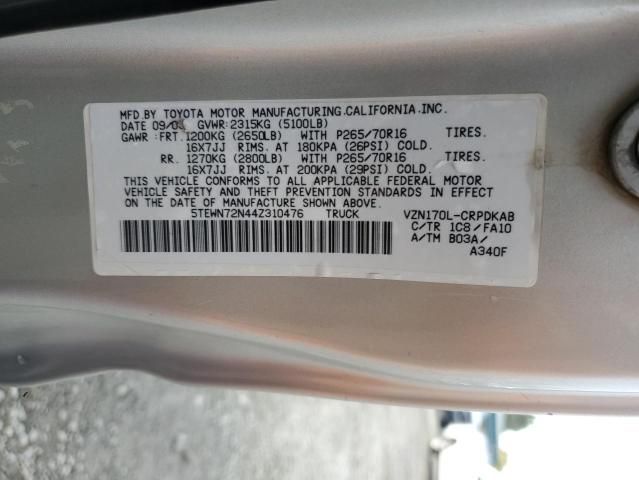 MFD.BY TOYOTA MOTOR MANUFACTURING.CALIFORNIA.INC.
DATE 09/03 GVWR:2315KG (5100LB)
GAWR :FRT.1200KG (2650LB) WITH P265/70R16 TIRES.
16X7JJ RIMS. AT 180KPA (26PSI) COLD.
RR. 1270KG (2800LB) WITH P265/70R16 TIRES.
16X7JJ RIMS. AT 200KPA (29PSI) COLD.
THIS VEHICLE CONFORMS TO ALL APPLICABLE FEDERAL MOTOR
VEHICLE SAFETY AND THEFT PREVENTION STANDARDS IN EFFECT
ON THE DATE OF MANUFACTURE SHOWN ABOVE.
5TEWN72N44Z310476 TRUCK VZN170L-CRPDKAB
C/TR 1C8/FA10
A/TM B03A/
A340F